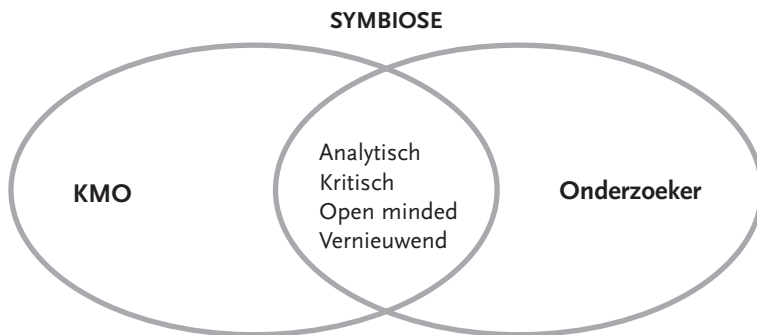 SYMBIOSE
KMO
Analytisch
Kritisch
Open minded
Vernieuwend
Onderzoeker